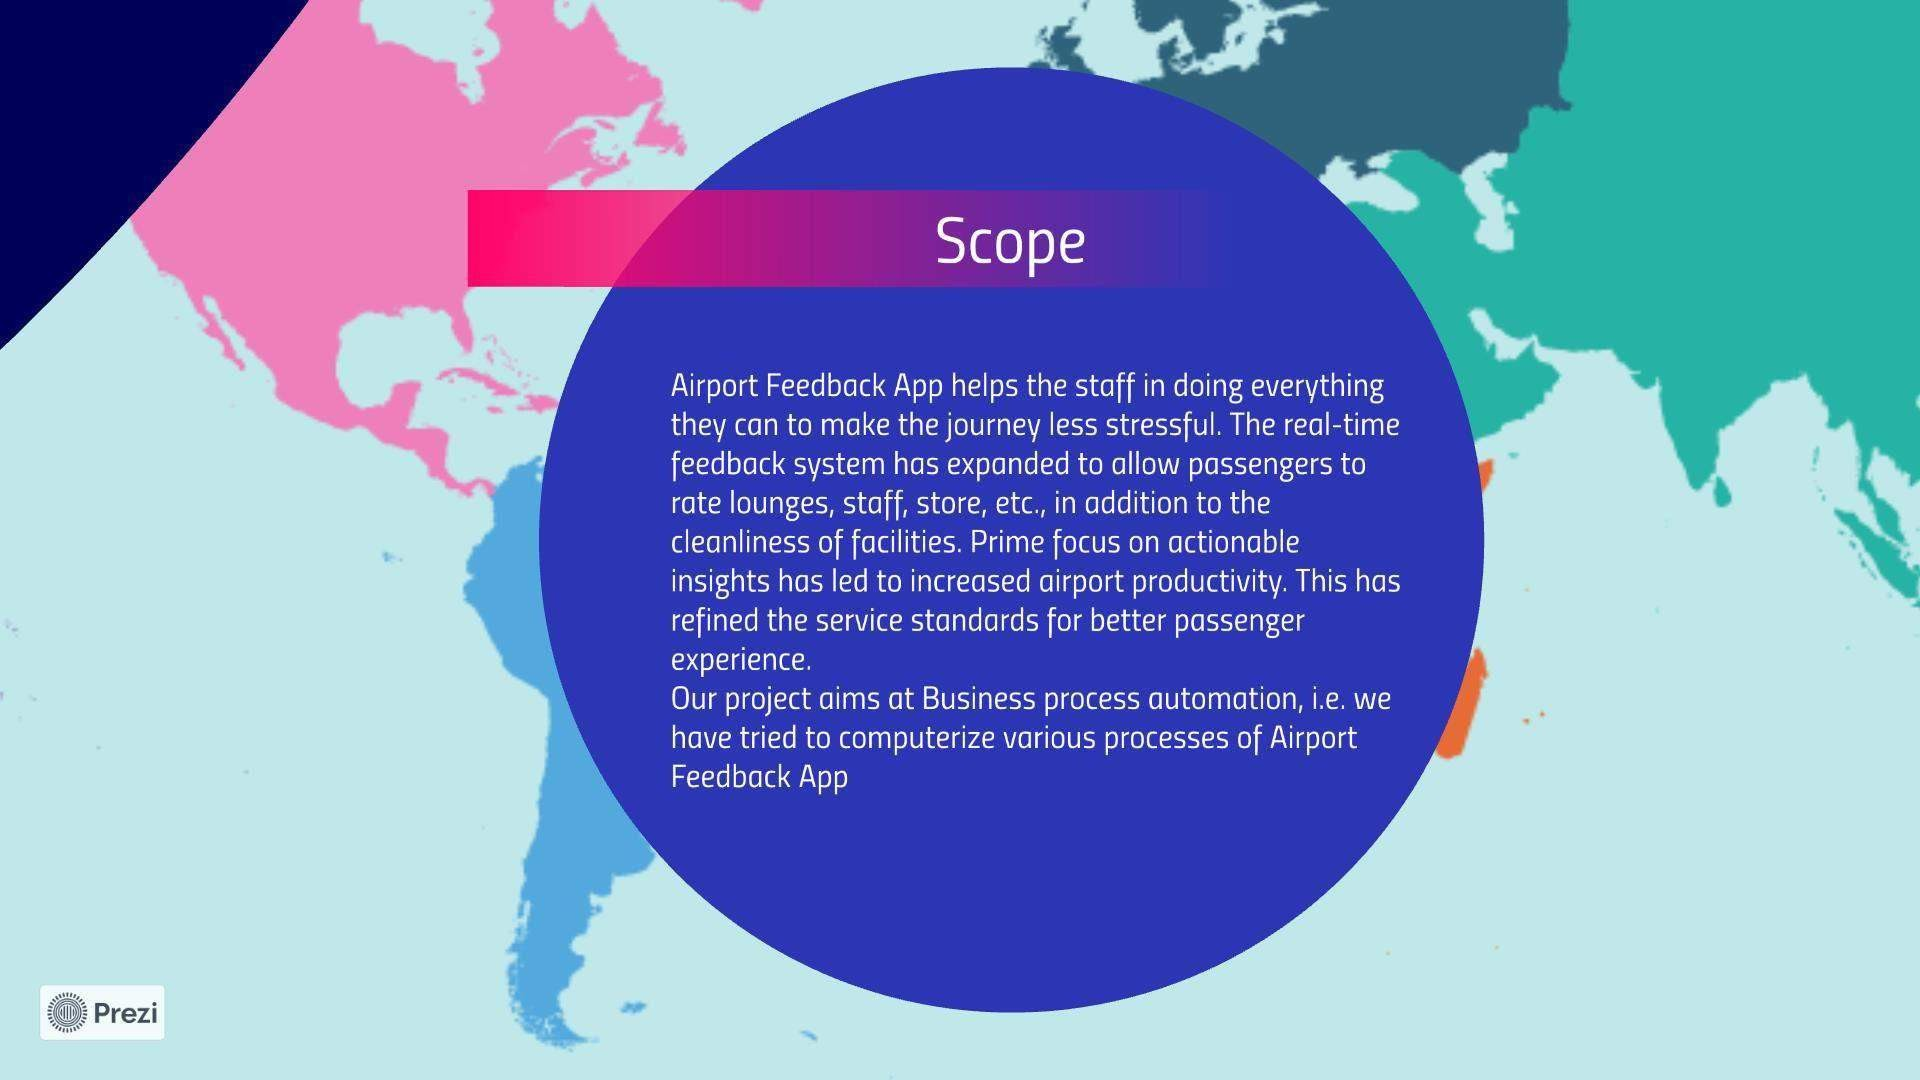 Scope
Airport Feedback App helps the staff in doing everything
they can to make the journey less stressful. The real-time
feedback system has expanded to allow passengers to
rate lounges, staff, store, etc., in addition to the
cleanliness of facilities. Prime focus on actionable
insights has led to increased airport productivity. This has
refined the service standards for better passenger
experience.
Our project aims at Business process automation, i.e. we
have tried to computerize various processes of Airport
Feedback App
Prezi